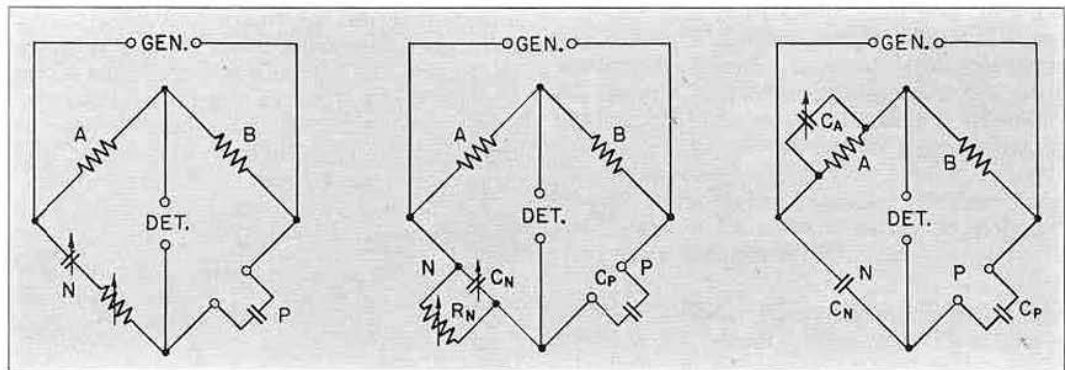 GEN.
A
B
DET.
N
P
GEN.
A
B
DET.
N
CN
RN
CP
P
GEN.
CA
A
B
DET.
N
CN
P
CP